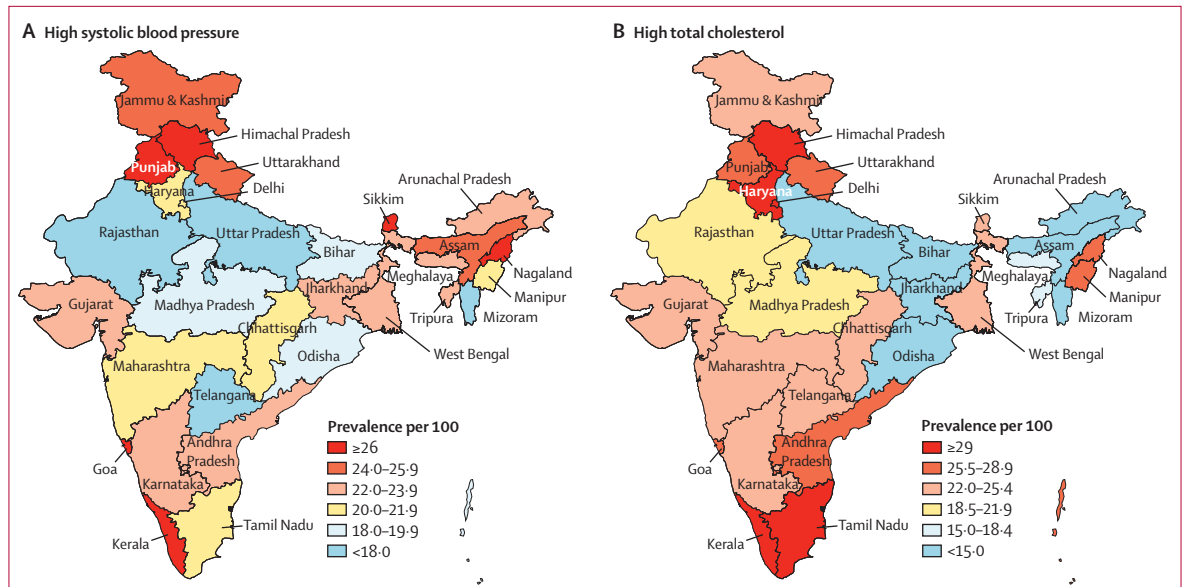 A High systolic blood pressure
Jammu & Kashmir
Himachal Pradesh
Punjab
Uttarakhand
Haryana
Delhi
Arunachal Pradesh
Sikkim
Rajasthan
Uttar Pradesh
Assam
Bihar
Meghalaya
Nagaland
Gujarat
Madhya Pradesh
Jharkhand
Manipur
Tripura
Mizoram
Chhattisgarh
West Bengal
Odisha
Maharashtra
Telangana
Prevalence per 100
≥26
24·0–25·9
22·0–23·9
20·0–21·9
18·0–19·9
<18·0
Goa
Andhra
Pradesh
Karnataka
Tamil Nadu
Kerala
B High total cholesterol
Jammu & Kashmir
Himachal Pradesh
Punjab
Uttarakhand
Haryana
Delhi
Arunachal Pradesh
Sikkim
Rajasthan
Uttar Pradesh
Assam
Bihar
Meghalaya
Nagaland
Gujarat
Madhya Pradesh
Jharkhand
Manipur
Tripura
Mizoram
Chhattisgarh
West Bengal
Odisha
Maharashtra
Telangana
Prevalence per 100
≥29
25·5–28·9
22·0–25·4
18·5–21·9
15·0–18·4
<15·0
Goa
Andhra
Pradesh
Karnataka
Tamil Nadu
Kerala